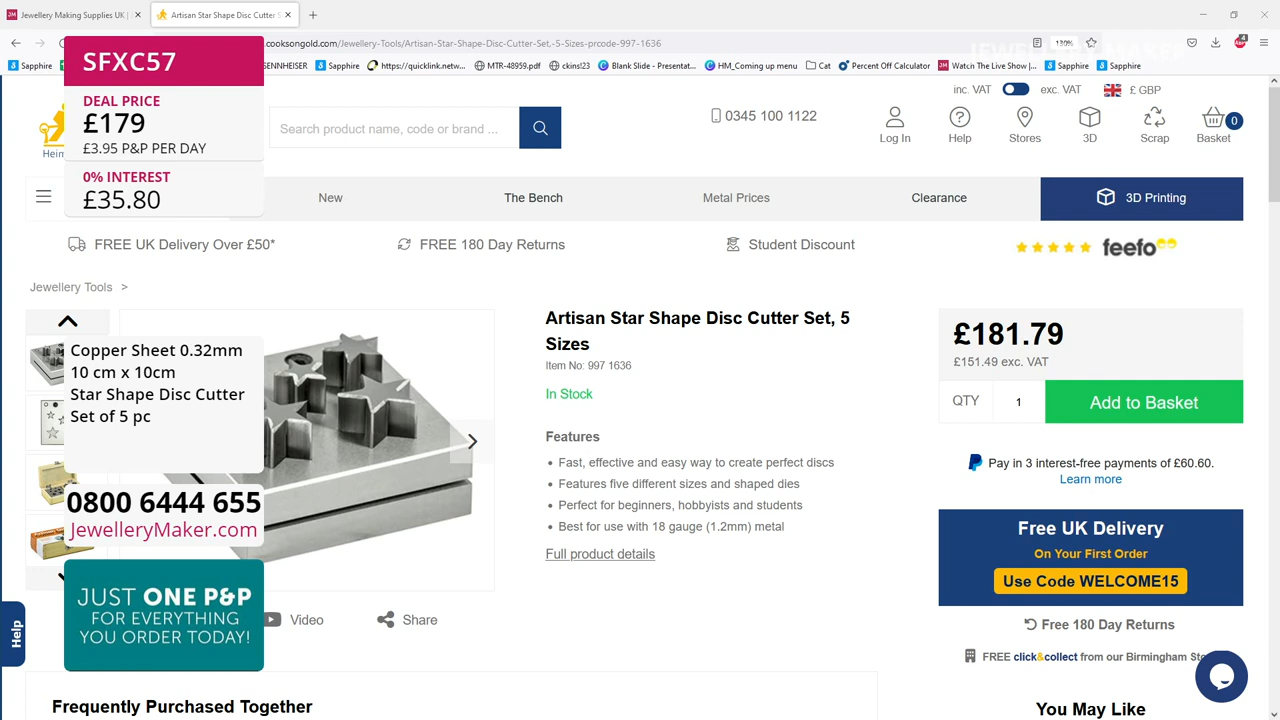 Jewellery Making Supplies UK |
Artisan Star Shape Disc Cutter S
cooksongold.com/Jewellery-Tools/Artisan-Star-Shape-Disc-Cutter-Set,-5-Sizes-prcode-997-1636
130%
Sapphire
SENNHEISER
Sapphire
https://quicklink.netw...
MTR-48959.pdf
ckins!23
Blank Slide - Presentat...
HM_Coming up menu
Cat
Percent Off Calculator
Watch The Live Show |...
Sapphire
Sapphire
SFXC57
DEAL PRICE
£179
£3.95 P&P PER DAY
0% INTEREST
£35.80
inc. VAT
exc. VAT
£ GBP
Search product name, code or brand ...
0345 100 1122
Log In
Help
Stores
3D
Scrap
Basket
0
New
The Bench
Metal Prices
Clearance
3D Printing
FREE UK Delivery Over £50*
FREE 180 Day Returns
Student Discount
feefo
Jewellery Tools >
Copper Sheet 0.32mm
10 cm x 10cm
Star Shape Disc Cutter
Set of 5 pc
0800 6444 655
JewelleryMaker.com
JUST ONE P&P
FOR EVERYTHING
YOU ORDER TODAY!
Help
Video
Share
Artisan Star Shape Disc Cutter Set, 5
Sizes
Item No: 997 1636
In Stock
Features
Fast, effective and easy way to create perfect discs
Features five different sizes and shaped dies
Perfect for beginners, hobbyists and students
Best for use with 18 gauge (1.2mm) metal
Full product details
£181.79
£151.49 exc. VAT
QTY
1
Add to Basket
Pay in 3 interest-free payments of £60.60.
Learn more
Free UK Delivery
On Your First Order
Use Code WELCOME15
Free 180 Day Returns
FREE click&collect from our Birmingham
Frequently Purchased Together
You May Like